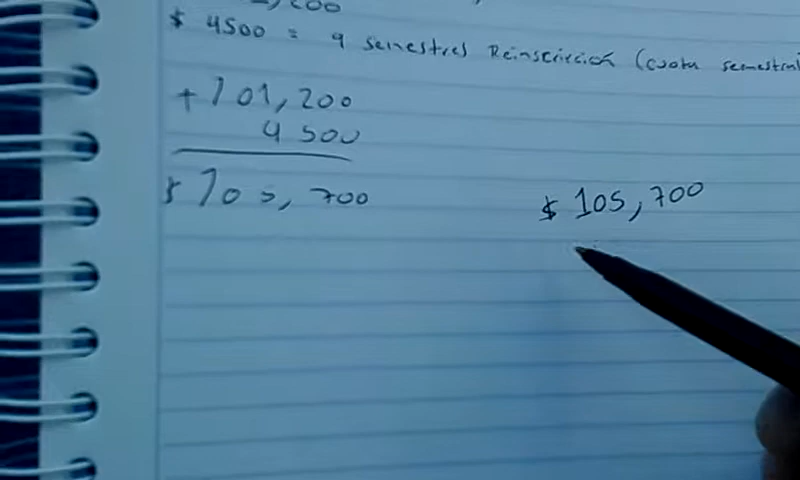 $ 4500 = 9 semestres Reinscripción (cuota semestral
+ 101,200
4 500
$ 105,700
$ 105,700